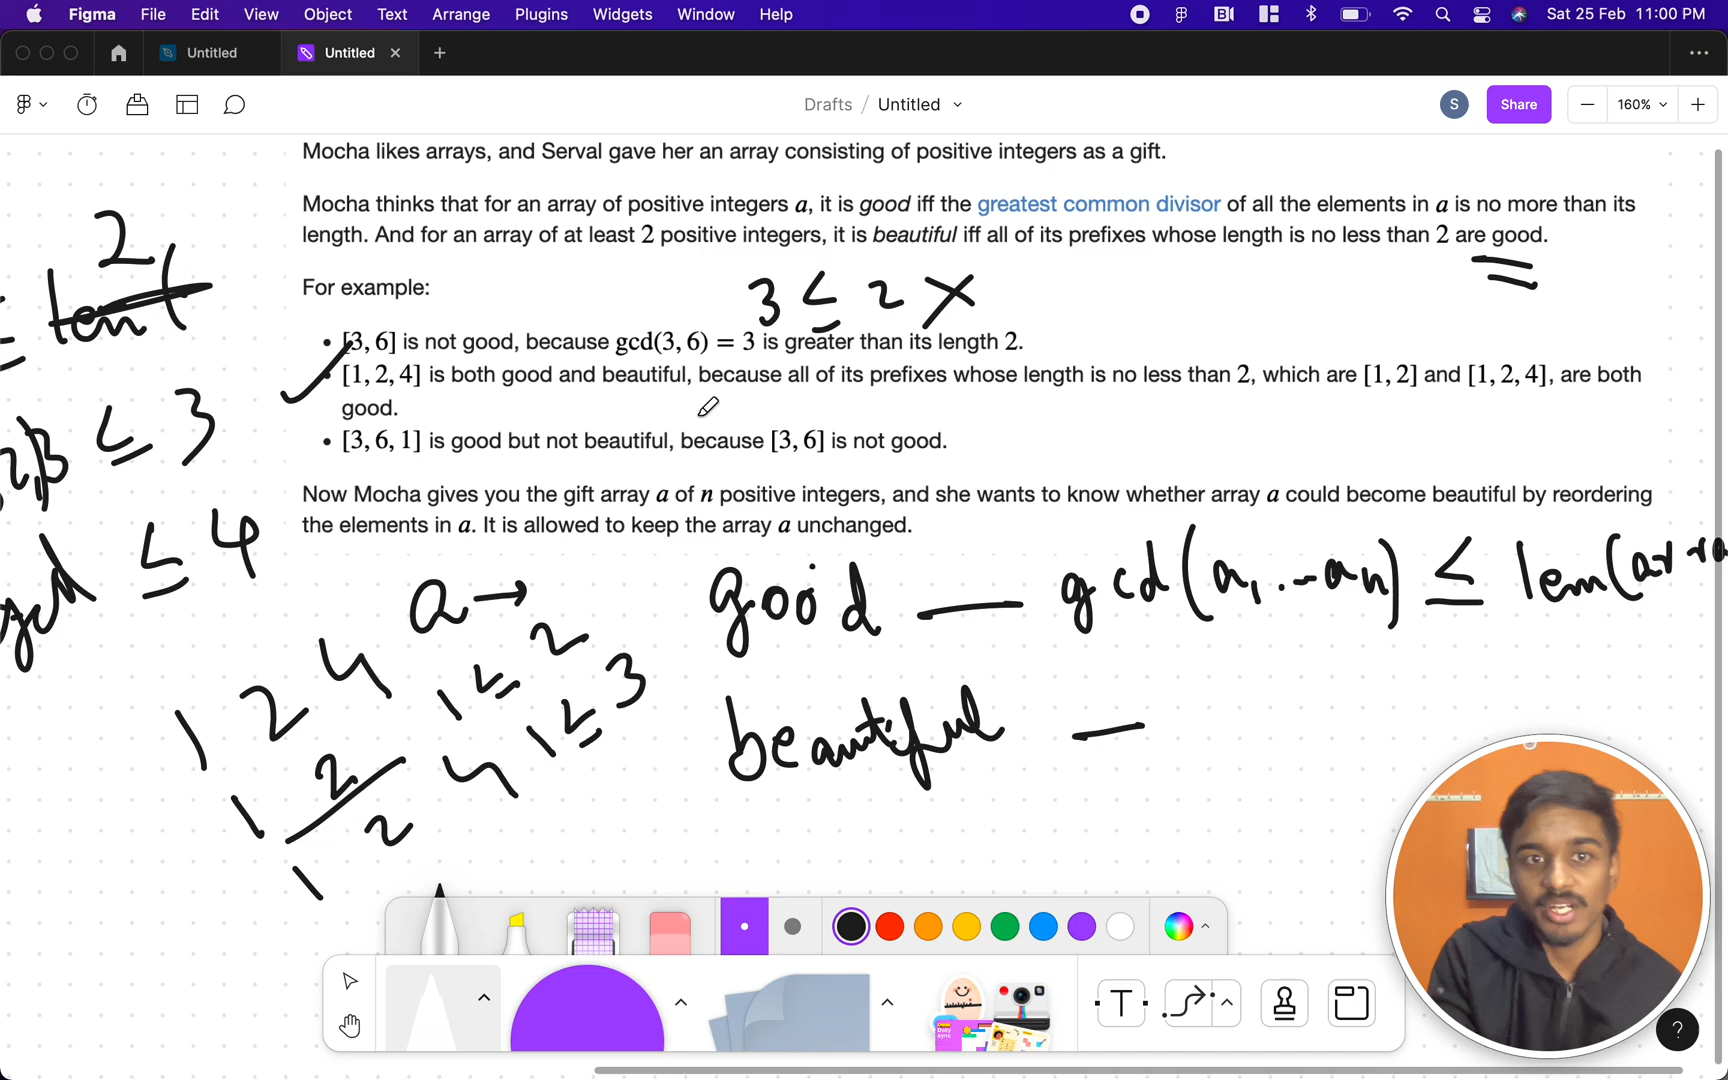 Figma File Edit View Object Text Arrange Plugins Widgets Window Help Sat 25 Feb 11:00 PM
Untitled Untitled
Drafts / Untitled S Share 160%
Mocha likes arrays, and Serval gave her an array consisting of positive integers as a gift.
Mocha thinks that for an array of positive integers a, it is good iff the greatest common divisor of all the elements in a is no more than its
length. And for an array of at least 2 positive integers, it is beautiful iff all of its prefixes whose length is no less than 2 are good.
For example:
3 ≤ 2 X
• [3, 6] is not good, because gcd(3, 6) = 3 is greater than its length 2.
• [1, 2, 4] is both good and beautiful, because all of its prefixes whose length is no less than 2, which are [1, 2] and [1, 2, 4], are both
good.
• [3, 6, 1] is good but not beautiful, because [3, 6] is not good.
Now Mocha gives you the gift array a of n positive integers, and she wants to know whether array a could become beautiful by reordering
the elements in a. It is allowed to keep the array a unchanged.
2
≤ 3
gcd ≤ 4
a → good — gcd(a, .. an) ≤ len(
1 2 4
1 ≤ 2
1 ≤ 3
beautiful —
1 2 4
1 2
T
?